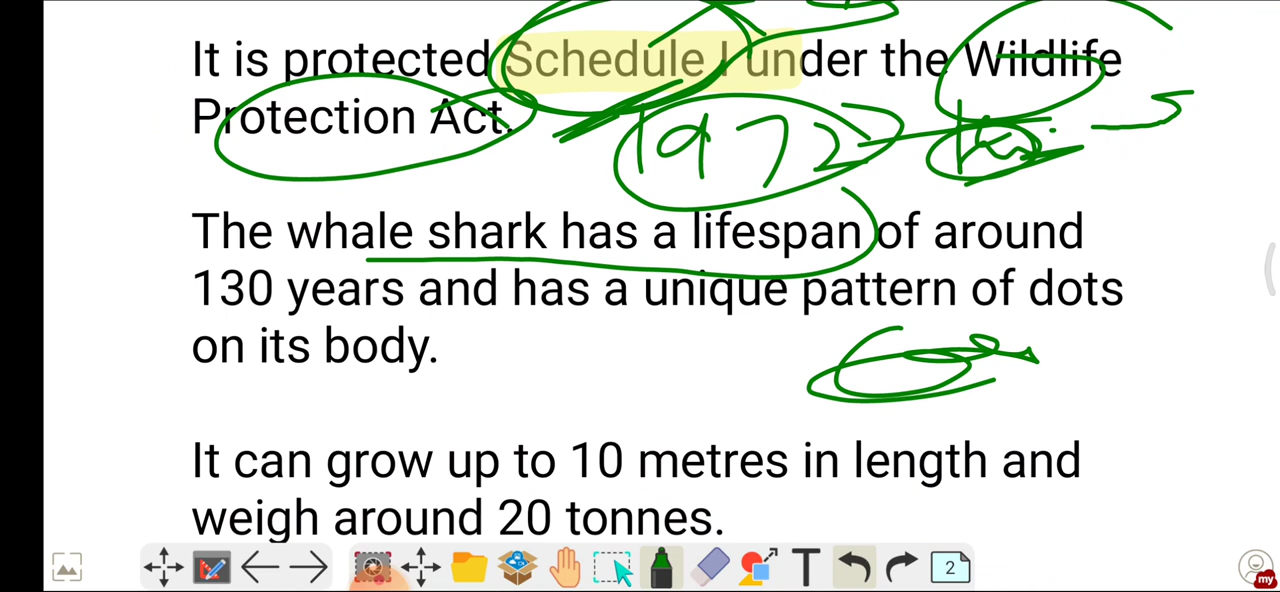 It is protected Schedule I under the Wildlife
Protection Act.
1972
5
The whale shark has a lifespan of around
130 years and has a unique pattern of dots
on its body.
It can grow up to 10 metres in length and
weigh around 20 tonnes.
2
my